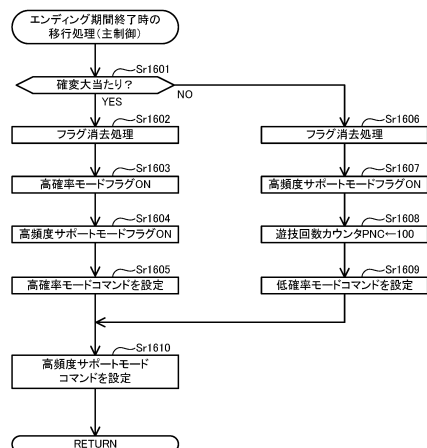 エンディング期間終了時の
移行処理(主制御)
Sr1601
確変大当たり？
YES
NO
Sr1602
フラグ消去処理
Sr1603
高確率モードフラグON
Sr1604
高頻度サポートモードフラグON
Sr1605
高確率モードコマンドを設定
Sr1606
フラグ消去処理
Sr1607
高頻度サポートモードフラグON
Sr1608
遊技回数カウンタPNC←100
Sr1609
低確率モードコマンドを設定
Sr1610
高頻度サポートモード
コマンドを設定
RETURN